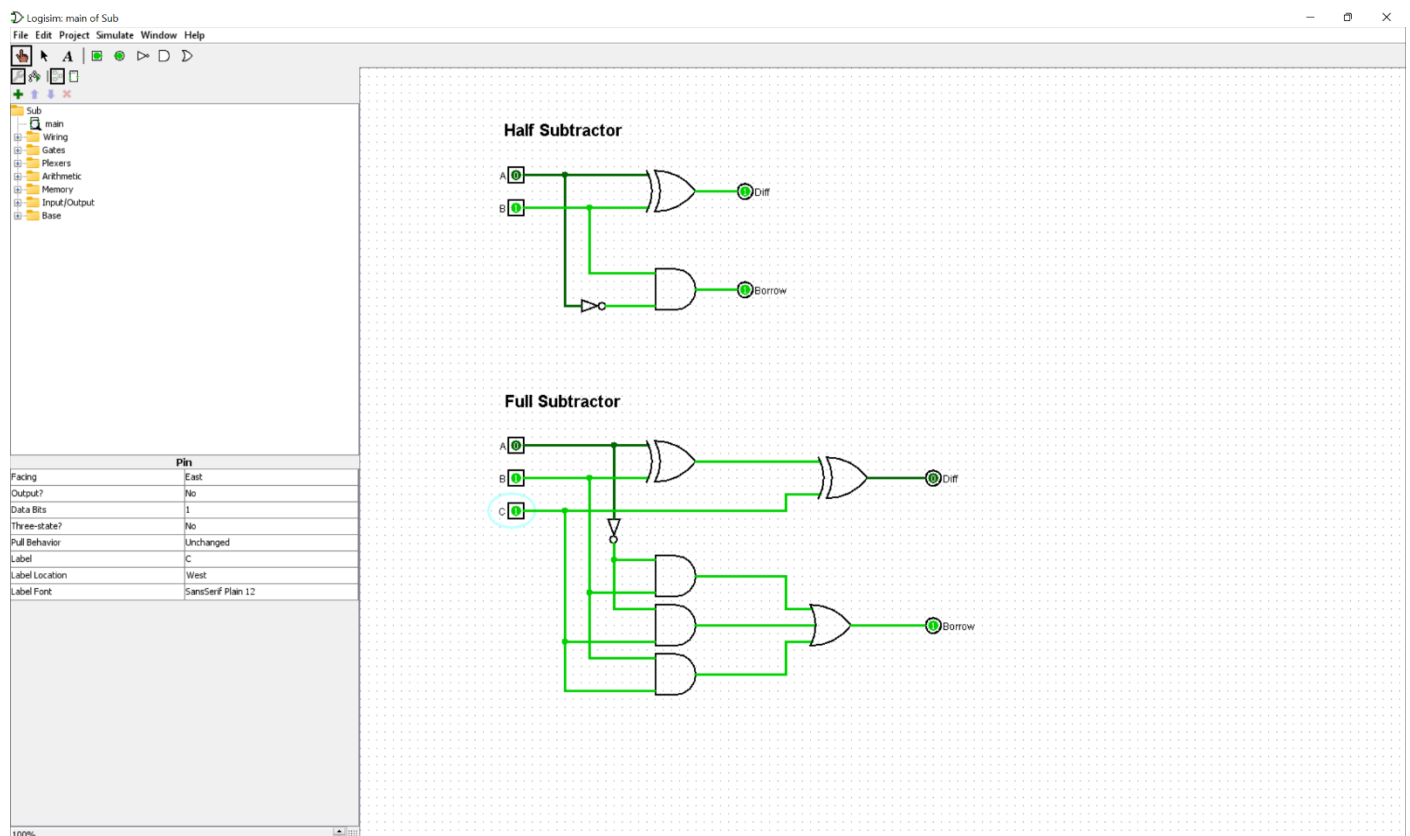 Logisim: main of Sub
File Edit Project Simulate Window Help
A
Sub
main
Wiring
Gates
Plexers
Arithmetic
Memory
Input/Output
Base
Pin
Facing East
Output? No
Data Bits 1
Three-state? No
Pull Behavior Unchanged
Label C
Label Location West
Label Font SansSerif Plain 12
100%
Half Subtractor
A 0
1 Diff
B 1
1 Borrow
Full Subtractor
A 0
B 1
0 Diff
C 1
1 Borrow